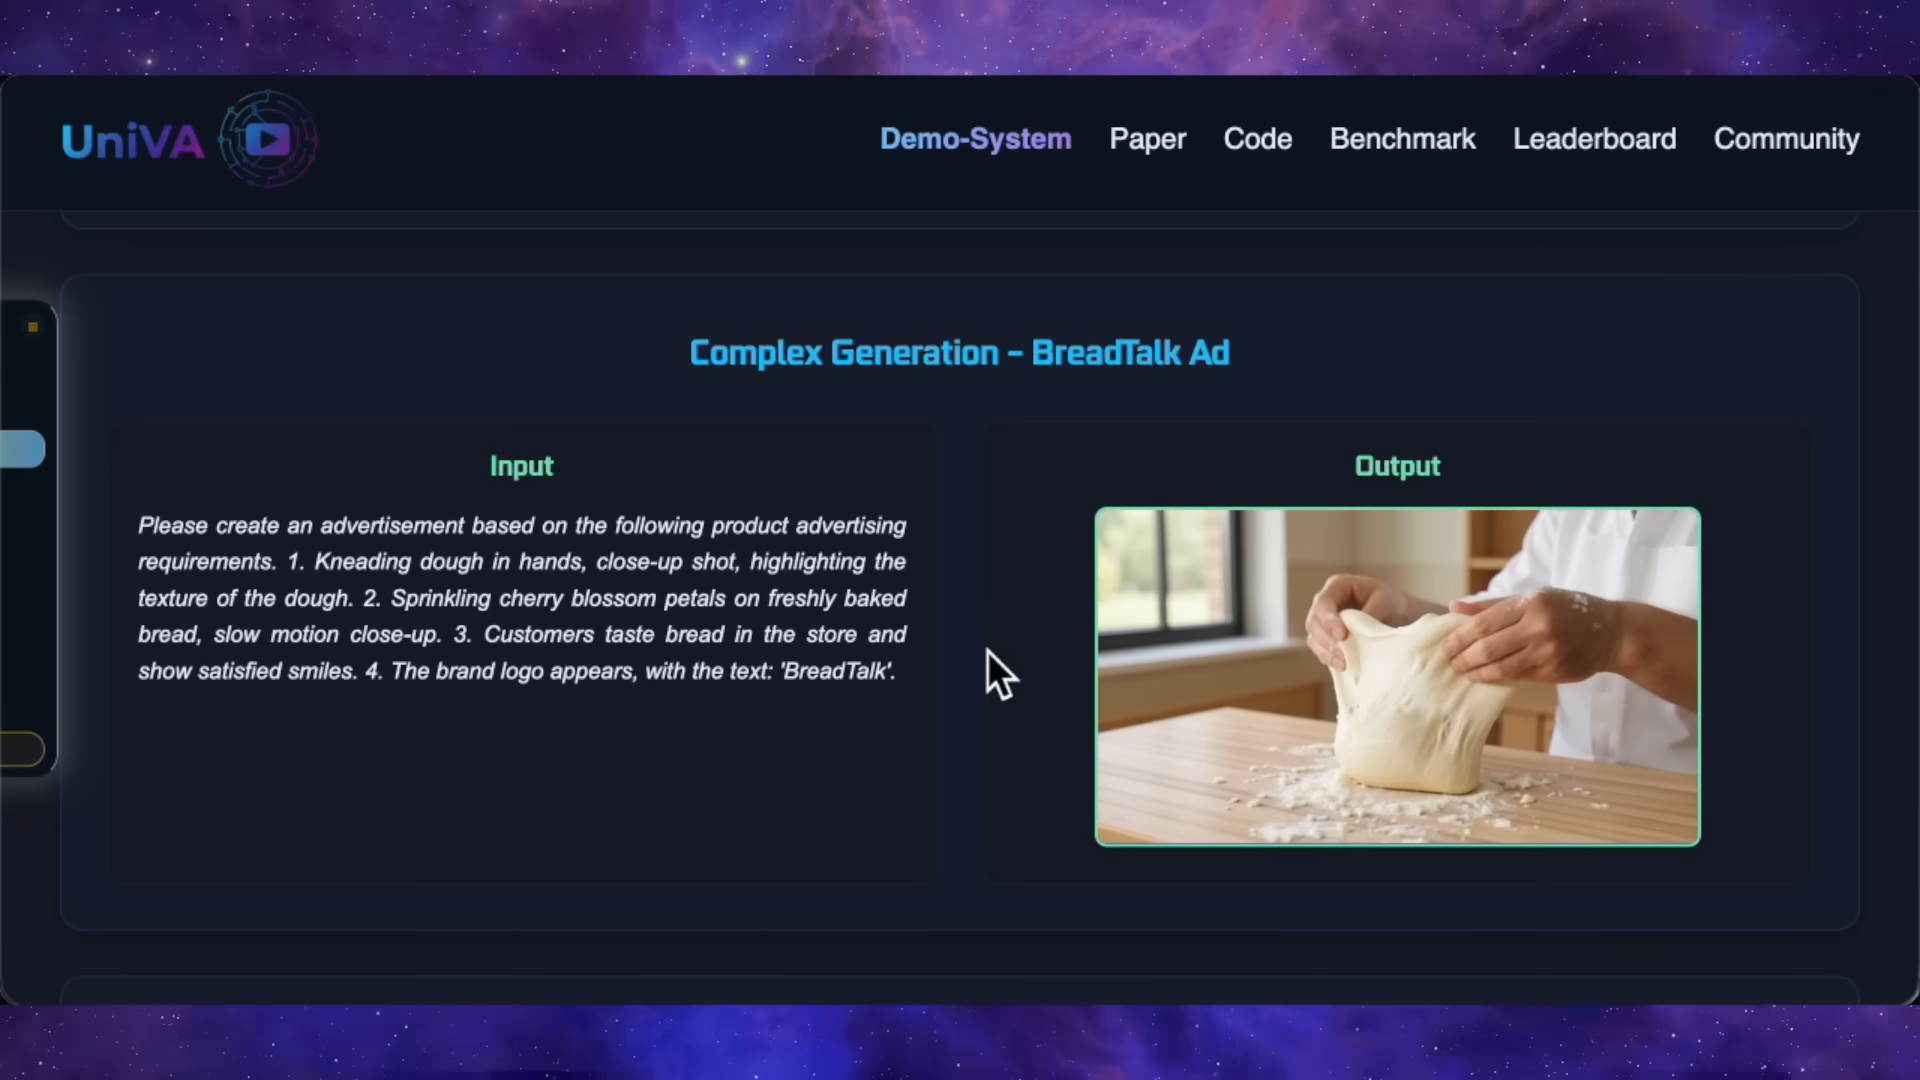 UniVA
Demo-System Paper Code Benchmark Leaderboard Community
Complex Generation - BreadTalk Ad
Input
Please create an advertisement based on the following product advertising
requirements. 1. Kneading dough in hands, close-up shot, highlighting the
texture of the dough. 2. Sprinkling cherry blossom petals on freshly baked
bread, slow motion close-up. 3. Customers taste bread in the store and
show satisfied smiles. 4. The brand logo appears, with the text: 'BreadTalk'.
Output